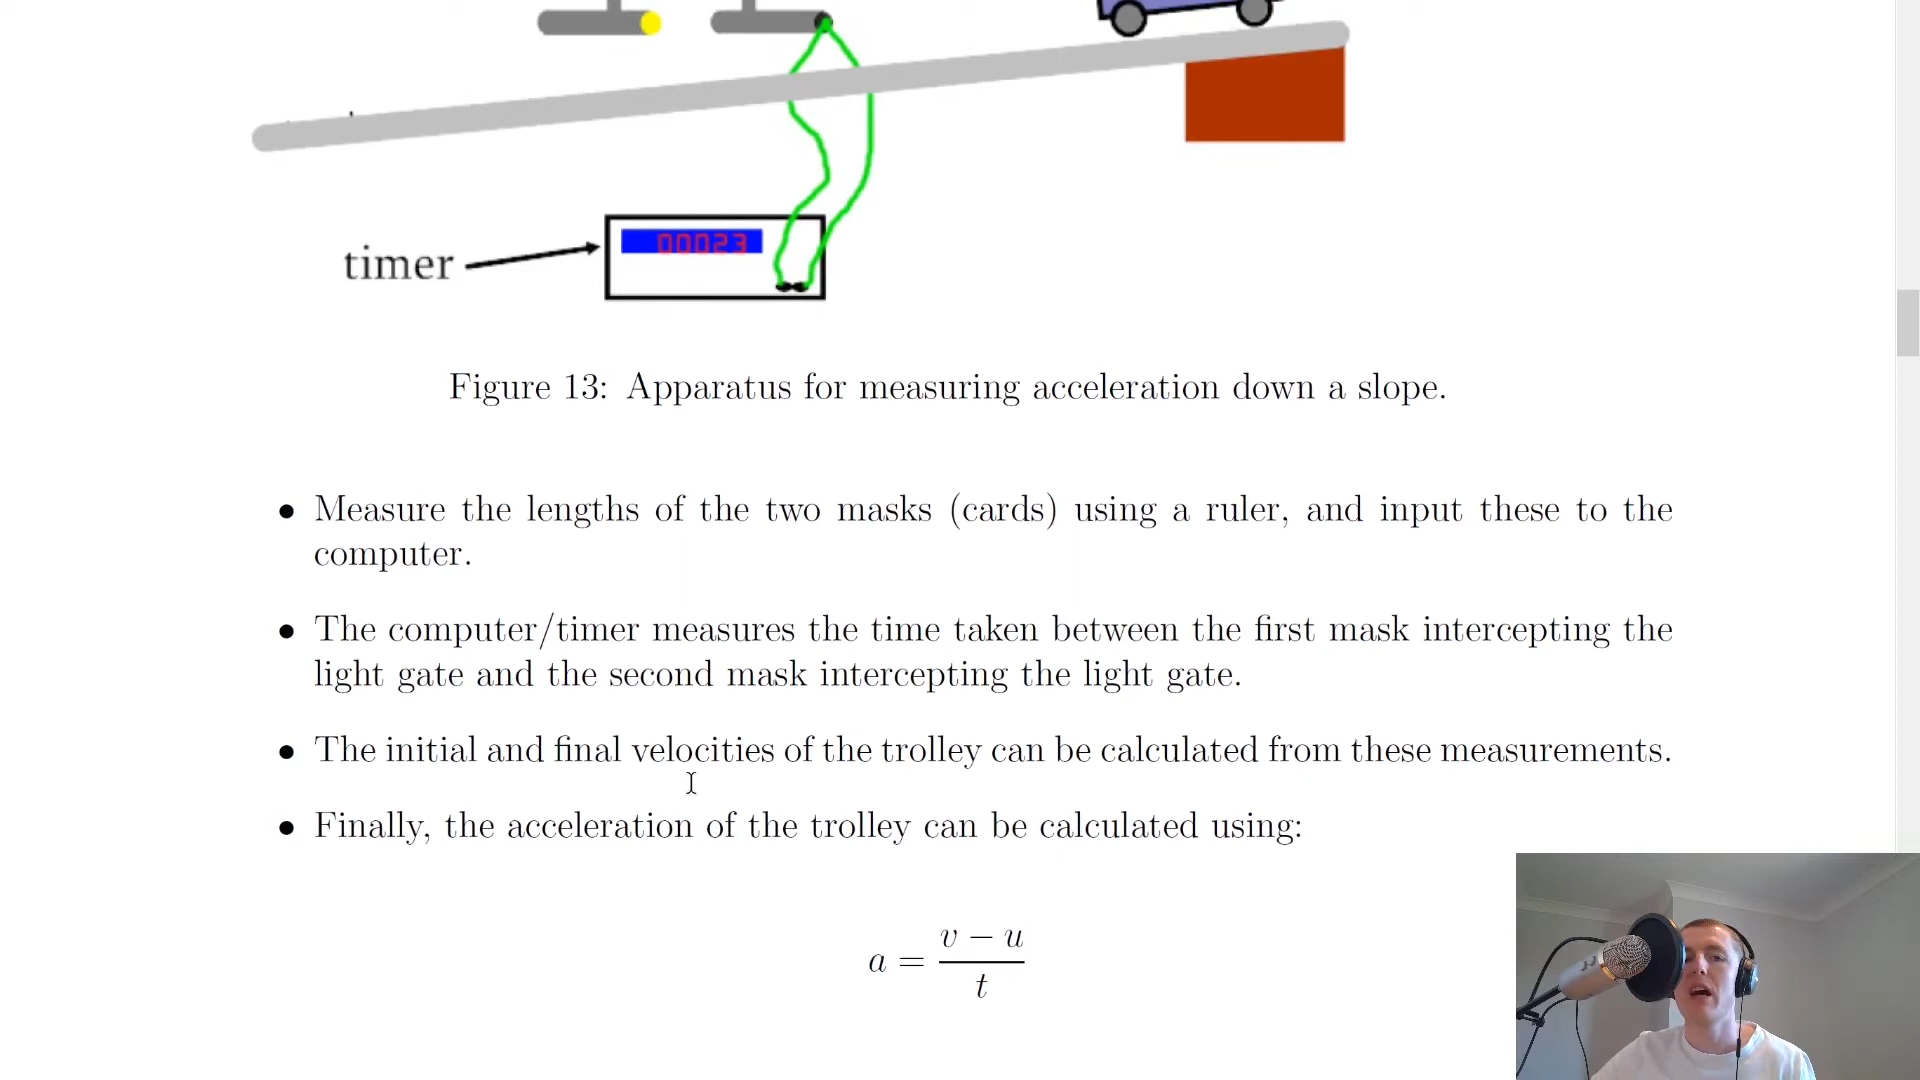 00023
timer
Figure 13: Apparatus for measuring acceleration down a slope.
• Measure the lengths of the two masks (cards) using a ruler, and input these to the
computer.
• The computer/timer measures the time taken between the first mask intercepting the
light gate and the second mask intercepting the light gate.
• The initial and final velocities of the trolley can be calculated from these measurements.
• Finally, the acceleration of the trolley can be calculated using:
a = \frac{v − u}{t}